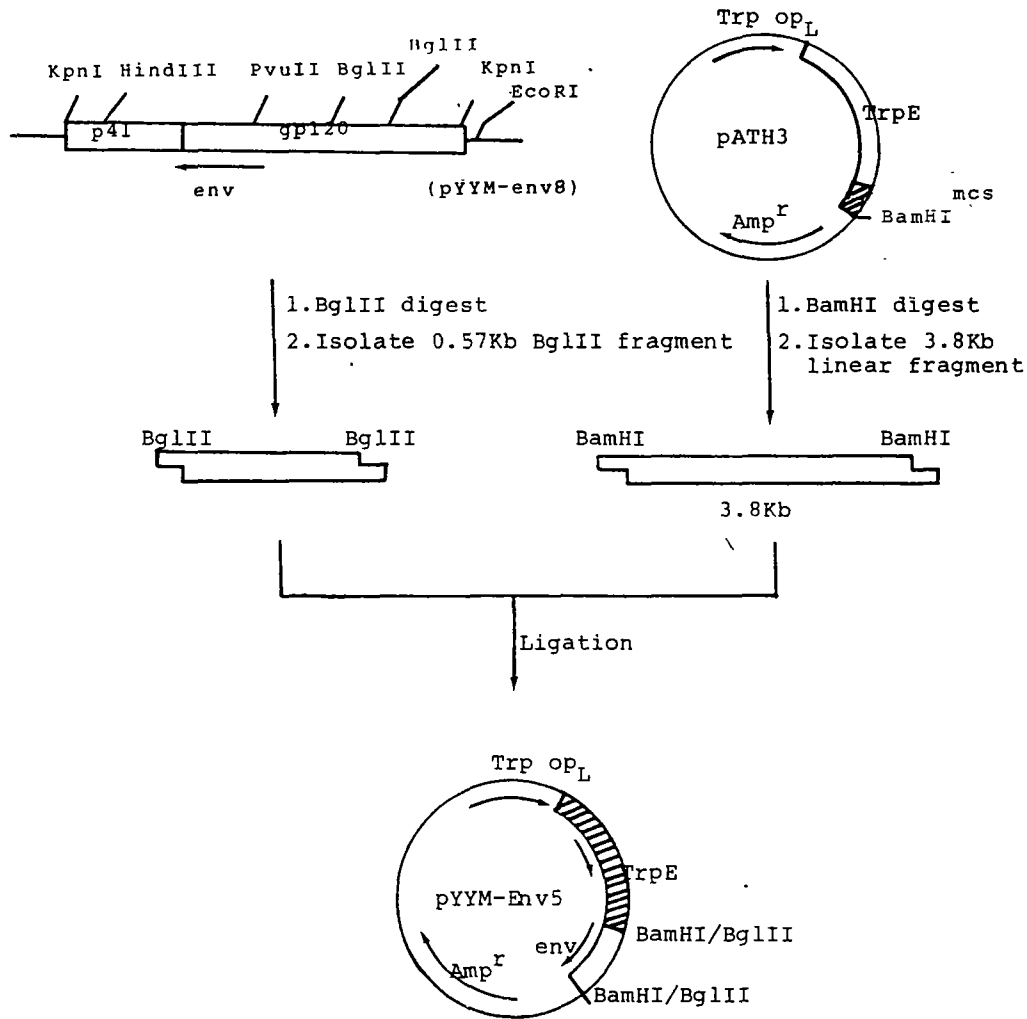 Trp opL
BglII
KpnI HindIII PvuII BglII KpnI
EcoRI
p41 gp120
TrpE
pATH3
env (pYYM-env8)
mcs
BamHI
Ampr
1.BglII digest
2.Isolate 0.57Kb BglII fragment
1.BamHI digest
2.Isolate 3.8Kb
linear fragment
BglII BglII
BamHI BamHI
3.8Kb
Ligation
Trp opL
TrpE
pYYM-Env5
BamHI/BglII
env
Ampr
BamHI/BglII